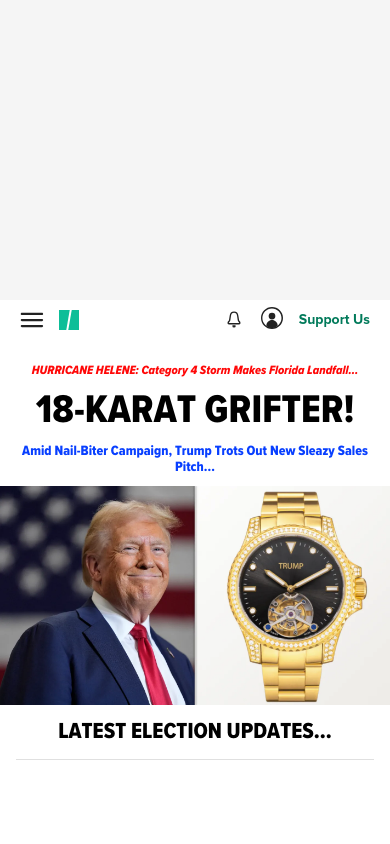 Support Us
HURRICANE HELENE: Category 4 Storm Makes Florida Landfall...
18-KARAT GRIFTER!
Amid Nail-Biter Campaign, Trump Trots Out New Sleazy Sales
Pitch...
TRUMP
LATEST ELECTION UPDATES...